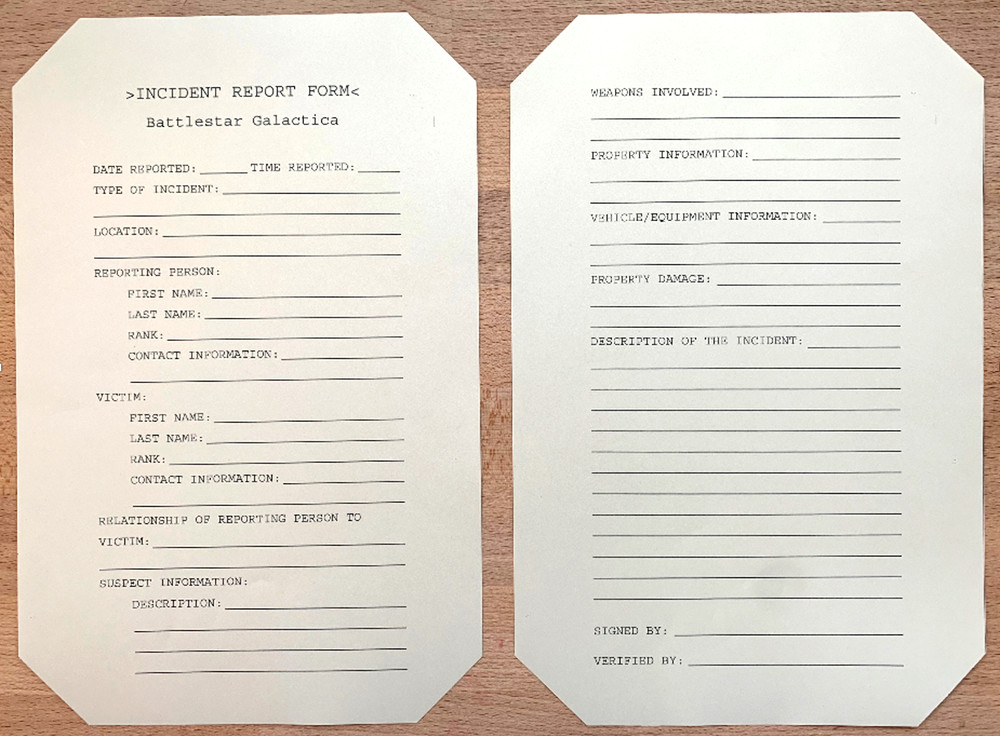 >INCIDENT REPORT FORM<
Battlestar Galactica
DATE REPORTED: TIME REPORTED:
TYPE OF INCIDENT:
LOCATION:
REPORTING PERSON:
FIRST NAME:
LAST NAME:
RANK:
CONTACT INFORMATION:
VICTIM:
FIRST NAME:
LAST NAME:
RANK:
CONTACT INFORMATION:
RELATIONSHIP OF REPORTING PERSON TO
VICTIM:
SUSPECT INFORMATION:
DESCRIPTION:
WEAPONS INVOLVED:
PROPERTY INFORMATION:
VEHICLE/EQUIPMENT INFORMATION:
PROPERTY DAMAGE:
DESCRIPTION OF THE INCIDENT:
SIGNED BY:
VERIFIED BY: